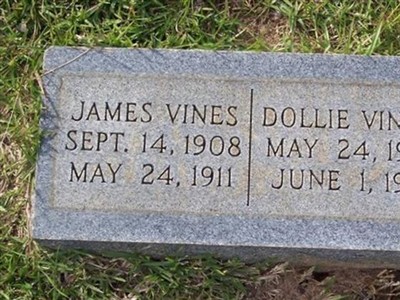 JAMES VINES
SEPT. 14, 1908
MAY 24, 1911
DOLLIE
MAY 24,
JUNE 1,